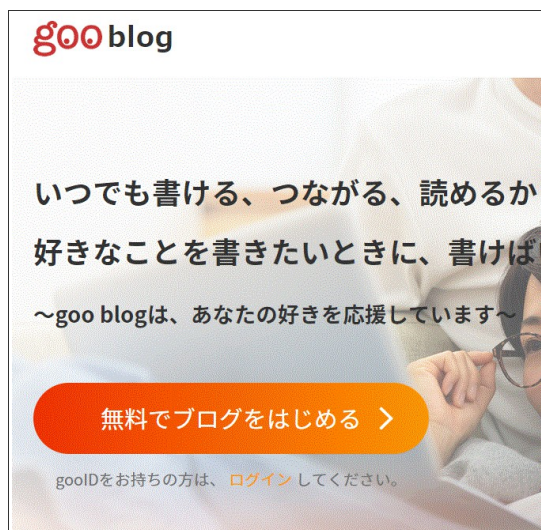 goo blog
いつでも書ける、つながる、読めるか
好きなことを書きたいときに、書けば
～goo blogは、あなたの好きを応援しています～
無料でブログをはじめる
gooIDをお持ちの方は、 ログイン してください。